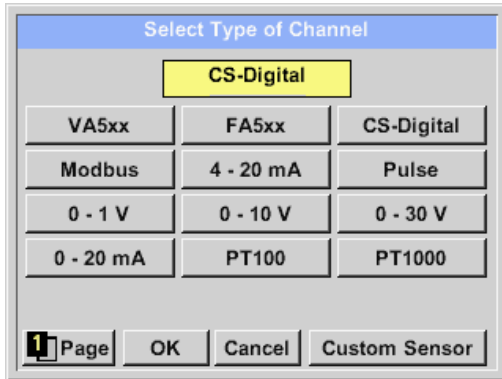 Select Type of Channel
CS-Digital
VA5xx FA5xx CS-Digital
Modbus 4 - 20 mA Pulse
0 - 1 V 0 - 10 V 0 - 30 V
0 - 20 mA PT100 PT1000
1 Page OK Cancel Custom Sensor